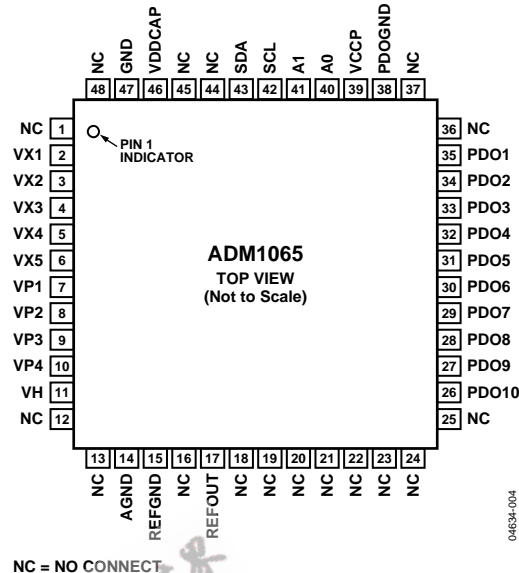 NC
GND
VDDCAP
NC
NC
SDA
SCL
A1
A0
VCCP
PDOGND
NC
48 47 46 45 44 43 42 41 40 39 38 37
NC 1
VX1 2
VX2 3
VX3 4
VX4 5
VX5 6
VP1 7
VP2 8
VP3 9
VP4 10
VH 11
NC 12
PIN 1
INDICATOR
ADM1065
TOP VIEW
(Not to Scale)
36 NC
35 PDO1
34 PDO2
33 PDO3
32 PDO4
31 PDO5
30 PDO6
29 PDO7
28 PDO8
27 PDO9
26 PDO10
25 NC
13 14 15 16 17 18 19 20 21 22 23 24
NC
AGND
REFGND
NC
REFOUT
NC
NC
NC
NC
NC
NC
NC
NC = NO CONNECT
04634-004